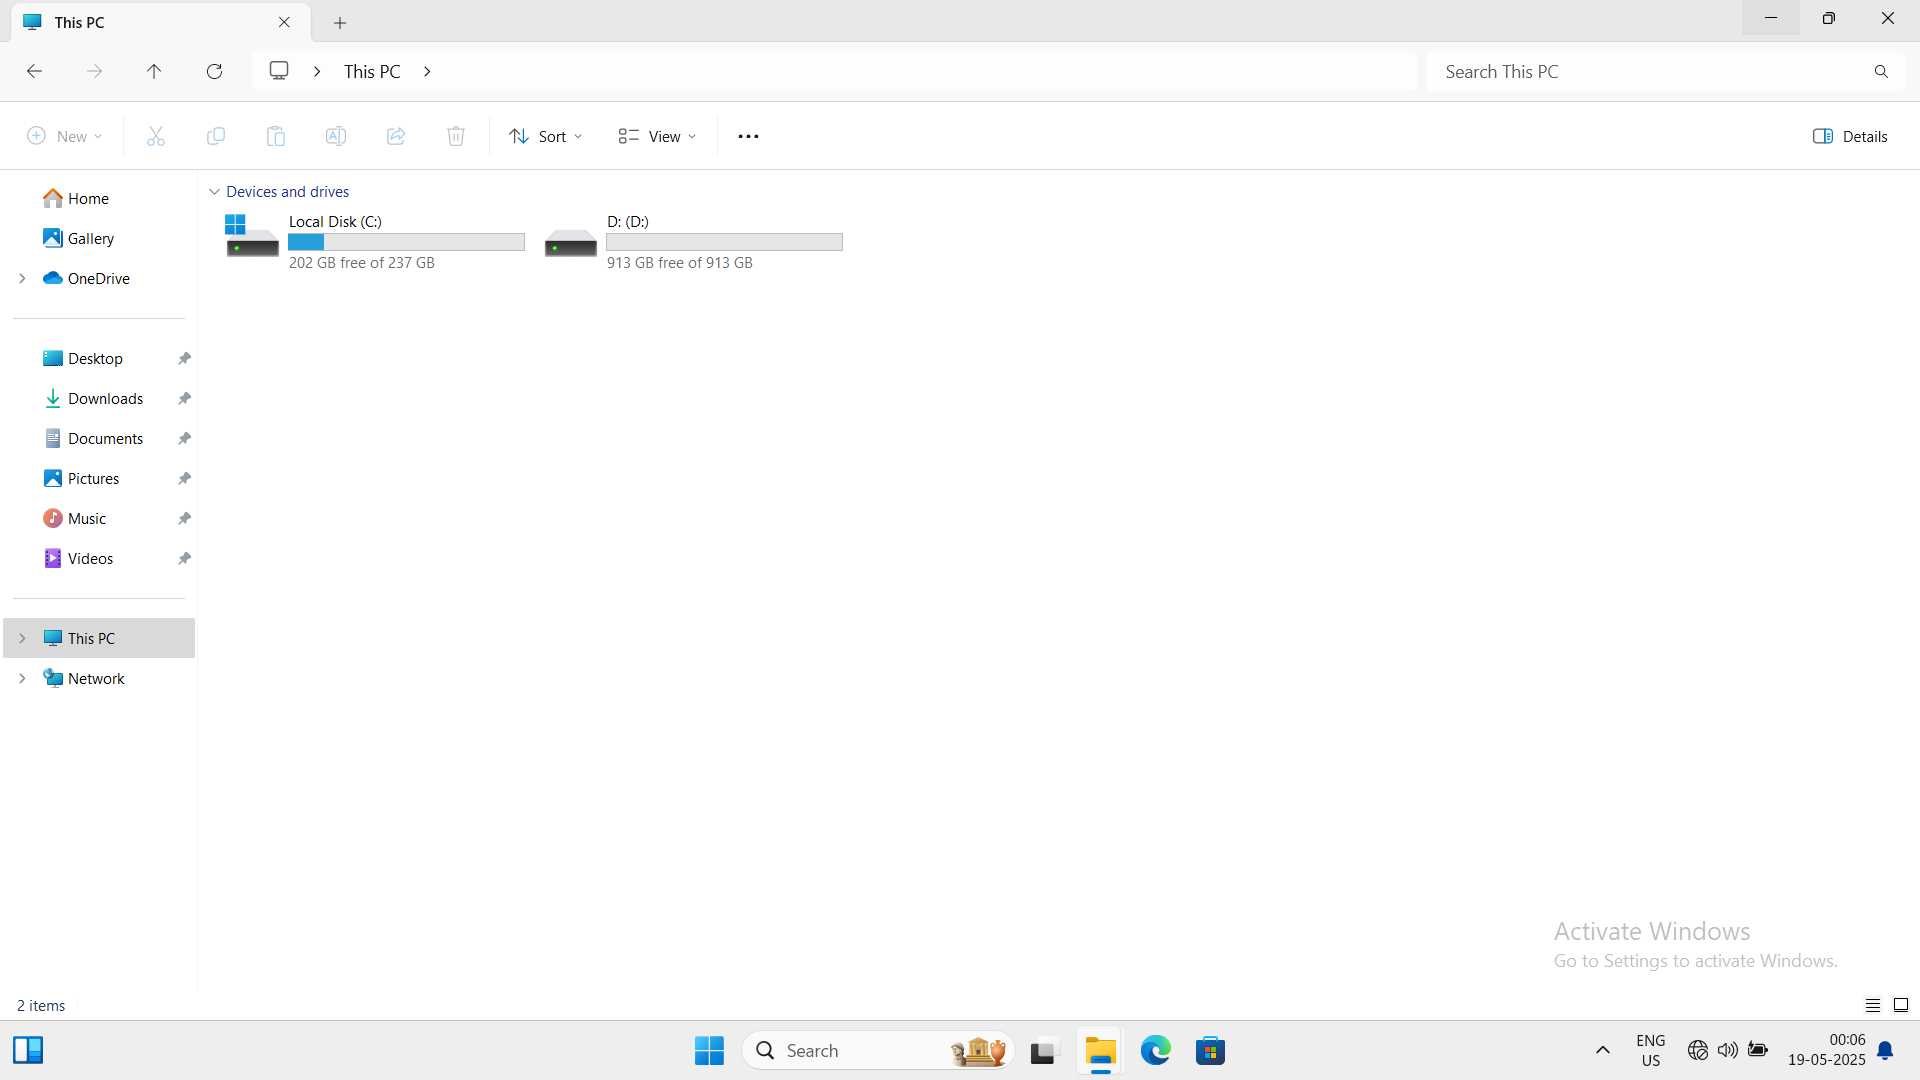 This PC
This PC
Search This PC
New
Sort
View
Details
Home
Gallery
OneDrive
Desktop
Downloads
Documents
Pictures
Music
Videos
This PC
Network
Devices and drives
Local Disk (C:)
202 GB free of 237 GB
D: (D:)
913 GB free of 913 GB
Activate Windows
Go to Settings to activate Windows.
2 items
Search
ENG
US
00:06
19-05-2025